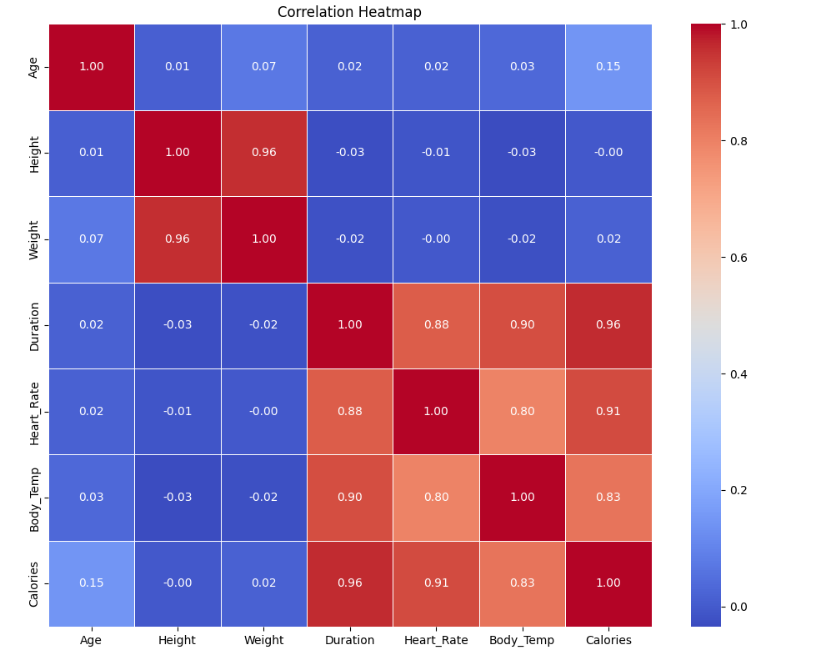 Correlation Heatmap
Age 1.00 0.01 0.07 0.02 0.02 0.03 0.15
Height 0.01 1.00 0.96 -0.03 -0.01 -0.03 -0.00
Weight 0.07 0.96 1.00 -0.02 -0.00 -0.02 0.02
Duration 0.02 -0.03 -0.02 1.00 0.88 0.90 0.96
Heart_Rate 0.02 -0.01 -0.00 0.88 1.00 0.80 0.91
Body_Temp 0.03 -0.03 -0.02 0.90 0.80 1.00 0.83
Calories 0.15 -0.00 0.02 0.96 0.91 0.83 1.00
Age Height Weight Duration Heart_Rate Body_Temp Calories
1.0
0.8
0.6
0.4
0.2
0.0